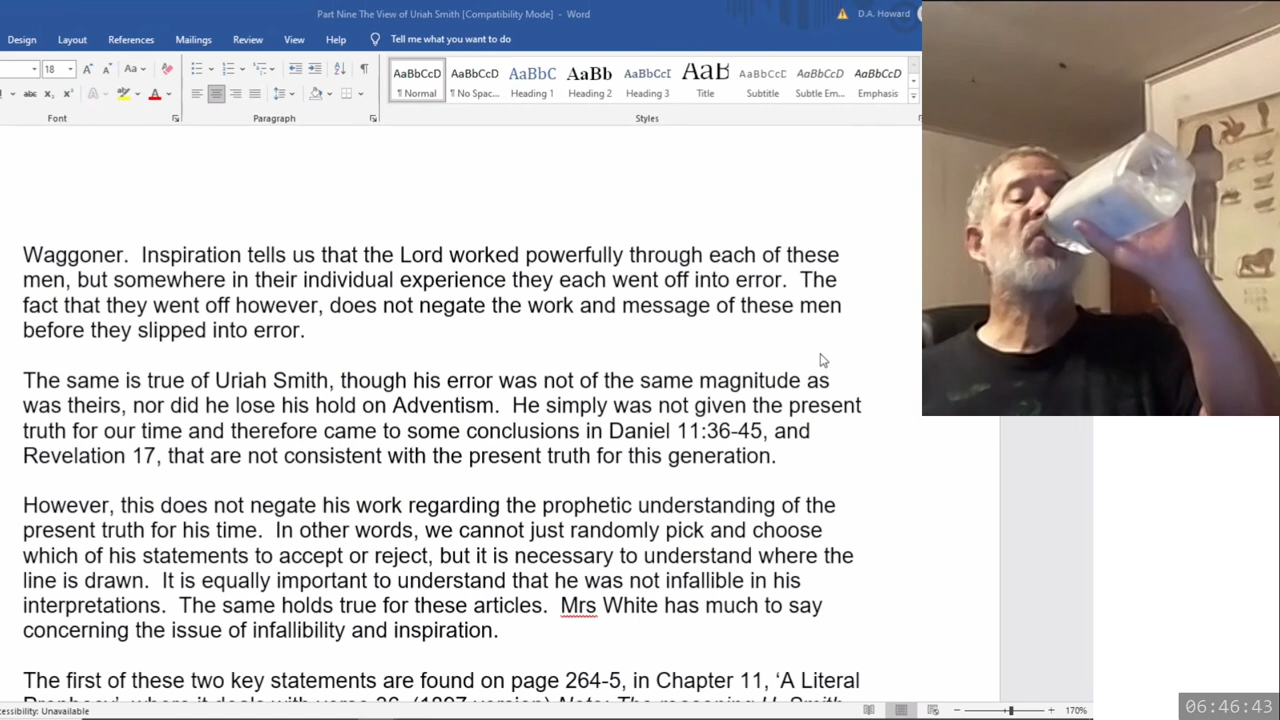 Part Nine The View of Uriah Smith [Compatibility Mode] - Word
D.A. Howard
Design Layout References Mailings Review View Help Tell me what you want to do
18 Aa
AaBbCcD AaBbCcD AaBbC AaBb AaBbCcI AaB AaBbCcD AaBbCcD AaBbCcD
¶ Normal ¶ No Spac... Heading 1 Heading 2 Heading 3 Title Subtitle Subtle Em... Emphasis
Font Paragraph Styles
Waggoner. Inspiration tells us that the Lord worked powerfully through each of these
men, but somewhere in their individual experience they each went off into error. The
fact that they went off however, does not negate the work and message of these men
before they slipped into error.
The same is true of Uriah Smith, though his error was not of the same magnitude as
was theirs, nor did he lose his hold on Adventism. He simply was not given the present
truth for our time and therefore came to some conclusions in Daniel 11:36-45, and
Revelation 17, that are not consistent with the present truth for this generation.
However, this does not negate his work regarding the prophetic understanding of the
present truth for his time. In other words, we cannot just randomly pick and choose
which of his statements to accept or reject, but it is necessary to understand where the
line is drawn. It is equally important to understand that he was not infallible in his
interpretations. The same holds true for these articles. Mrs White has much to say
concerning the issue of infallibility and inspiration.
The first of these two key statements are found on page 264-5, in Chapter 11, ‘A Literal
cessibility: Unavailable
170%
06:46:43